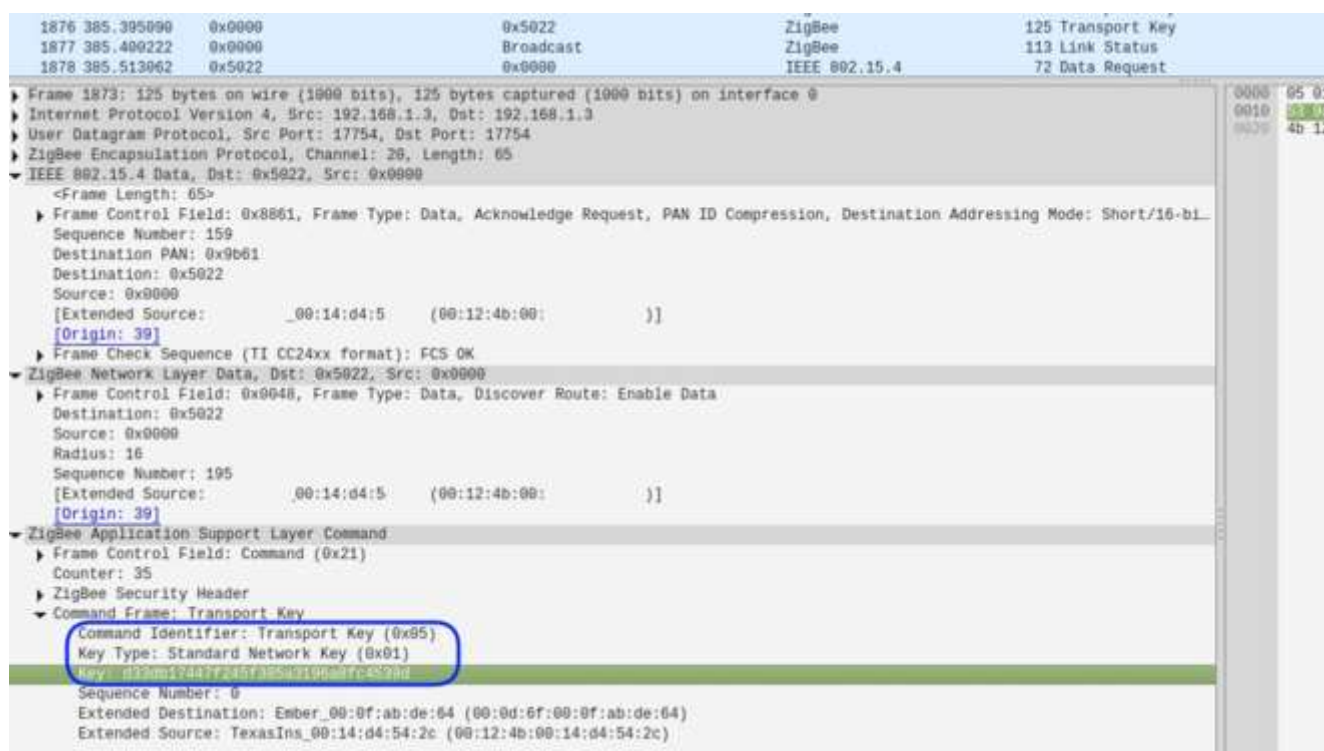 1876 385.395090 0x0000 0x5022 ZigBee 125 Transport Key
1877 385.400222 0x0000 Broadcast ZigBee 113 Link Status
1878 385.513062 0x5022 0x0000 IEEE 802.15.4 72 Data Request
Frame 1873: 125 bytes on wire (1000 bits), 125 bytes captured (1000 bits) on interface 0
Internet Protocol Version 4, Src: 192.168.1.3, Dst: 192.168.1.3
User Datagram Protocol, Src Port: 17754, Dst Port: 17754
ZigBee Encapsulation Protocol, Channel: 20, Length: 65
IEEE 802.15.4 Data, Dst: 0x5022, Src: 0x0000
<Frame Length: 65>
Frame Control Field: 0x8861, Frame Type: Data, Acknowledge Request, PAN ID Compression, Destination Addressing Mode: Short/16-bi…
Sequence Number: 159
Destination PAN: 0x9b61
Destination: 0x5022
Source: 0x0000
[Extended Source: _00:14:d4:5 (00:12:4b:00: )]
[Origin: 39]
Frame Check Sequence (TI CC24xx format): FCS OK
ZigBee Network Layer Data, Dst: 0x5022, Src: 0x0000
Frame Control Field: 0x0048, Frame Type: Data, Discover Route: Enable Data
Destination: 0x5022
Source: 0x0000
Radius: 16
Sequence Number: 195
[Extended Source: _00:14:d4:5 (00:12:4b:00: )]
[Origin: 39]
ZigBee Application Support Layer Command
Frame Control Field: Command (0x21)
Counter: 35
ZigBee Security Header
Command Frame: Transport Key
Command Identifier: Transport Key (0x05)
Key Type: Standard Network Key (0x01)
Key:
Sequence Number: 0
Extended Destination: Ember_00:0f:ab:de:64 (00:0d:6f:00:0f:ab:de:64)
Extended Source: TexasIns_00:14:d4:54:2c (00:12:4b:00:14:d4:54:2c)
0000 05
0010
0020 4b